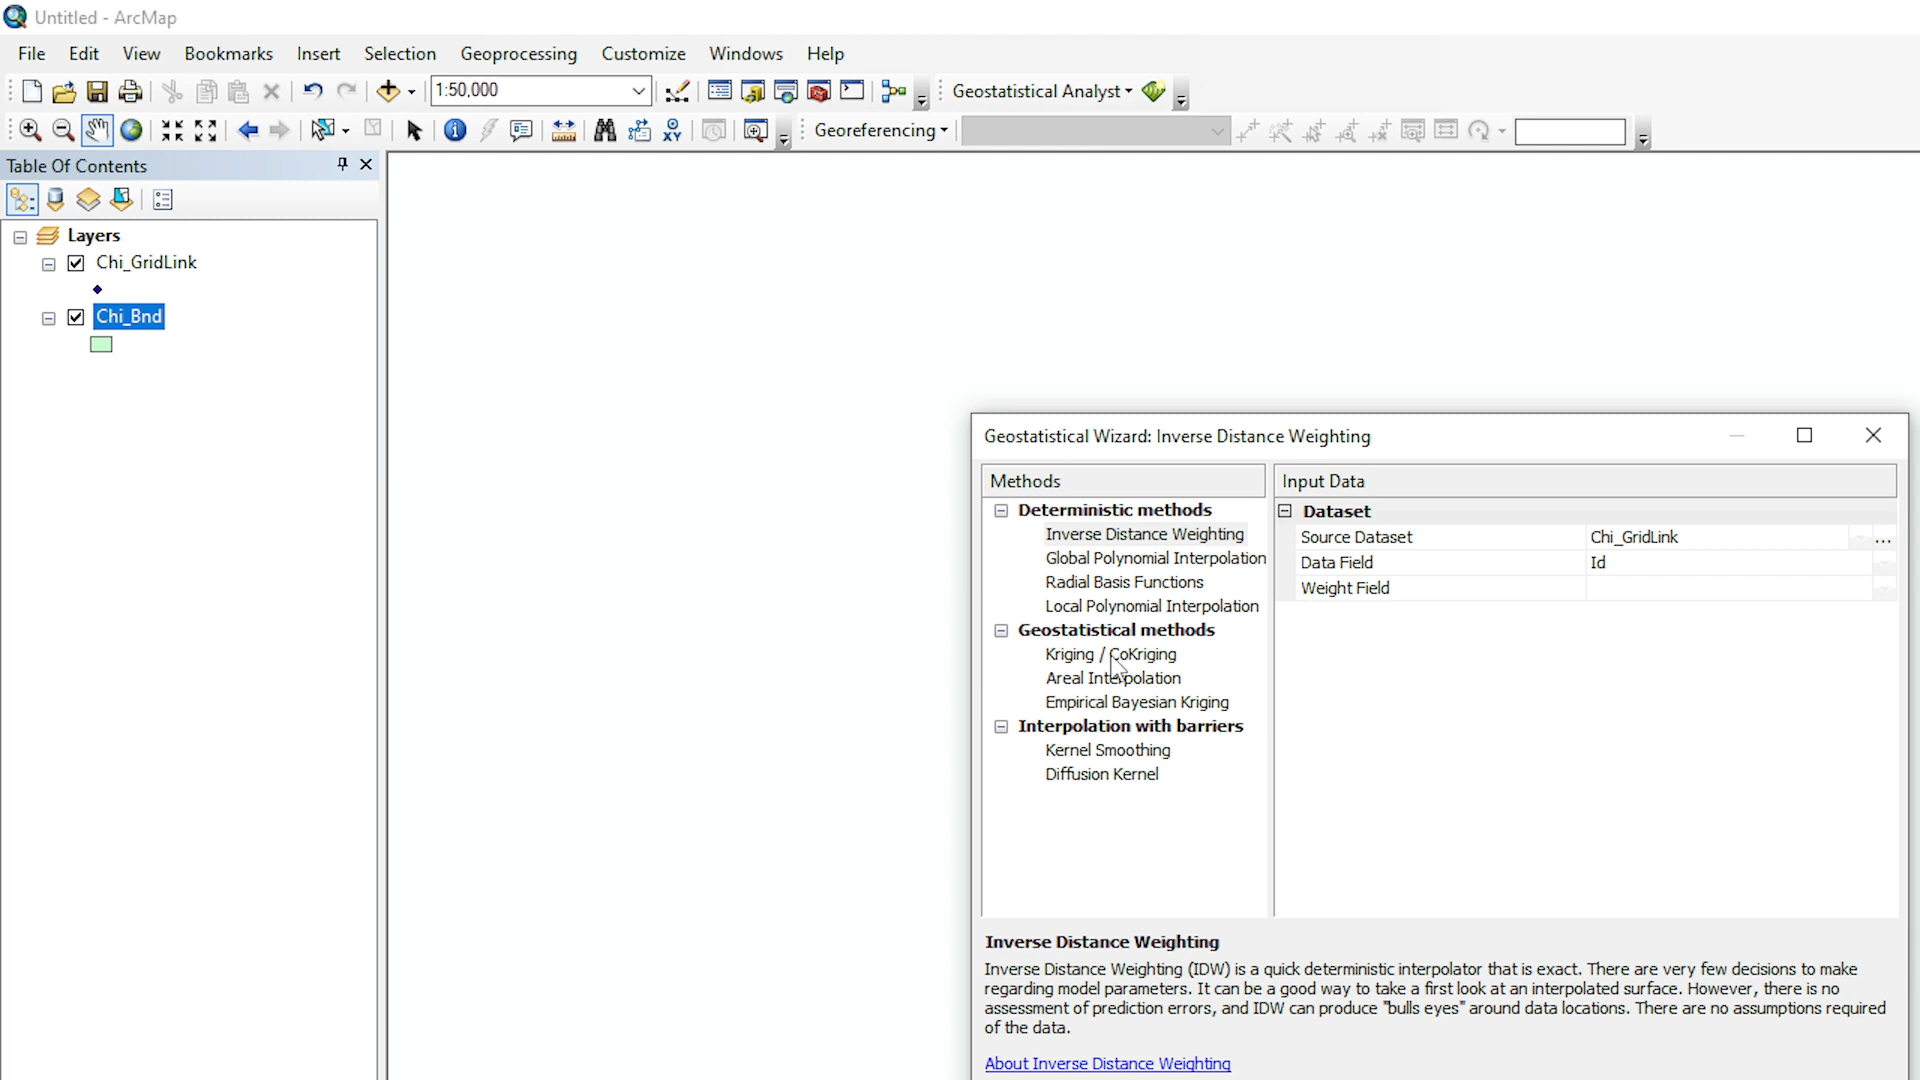 Untitled - ArcMap
File Edit View Bookmarks Insert Selection Geoprocessing Customize Windows Help
1:50,000 Geostatistical Analyst
Georeferencing
Table Of Contents
Layers
Chi_GridLink
Chi_Bnd
Geostatistical Wizard: Inverse Distance Weighting
Methods
Deterministic methods
Inverse Distance Weighting
Global Polynomial Interpolation
Radial Basis Functions
Local Polynomial Interpolation
Geostatistical methods
Kriging / CoKriging
Areal Interpolation
Empirical Bayesian Kriging
Interpolation with barriers
Kernel Smoothing
Diffusion Kernel
Input Data
Dataset
Source Dataset Chi_GridLink ...
Data Field Id
Weight Field
Inverse Distance Weighting
Inverse Distance Weighting (IDW) is a quick deterministic interpolator that is exact. There are very few decisions to make
regarding model parameters. It can be a good way to take a first look at an interpolated surface. However, there is no
assessment of prediction errors, and IDW can produce "bulls eyes" around data locations. There are no assumptions required
of the data.
About Inverse Distance Weighting